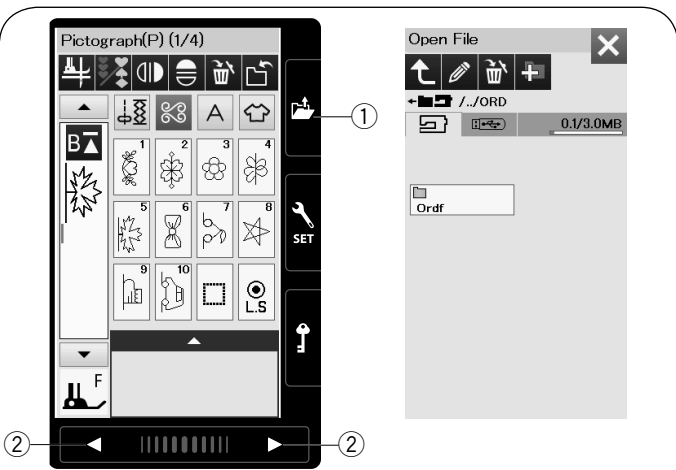 Pictograph(P) (1/4)
A
B
1
2
3
4
5
6
7
8
9
10
L.S
F
SET
1
2
2
Open File
/../ORD
0.1/3.0MB
Ordf